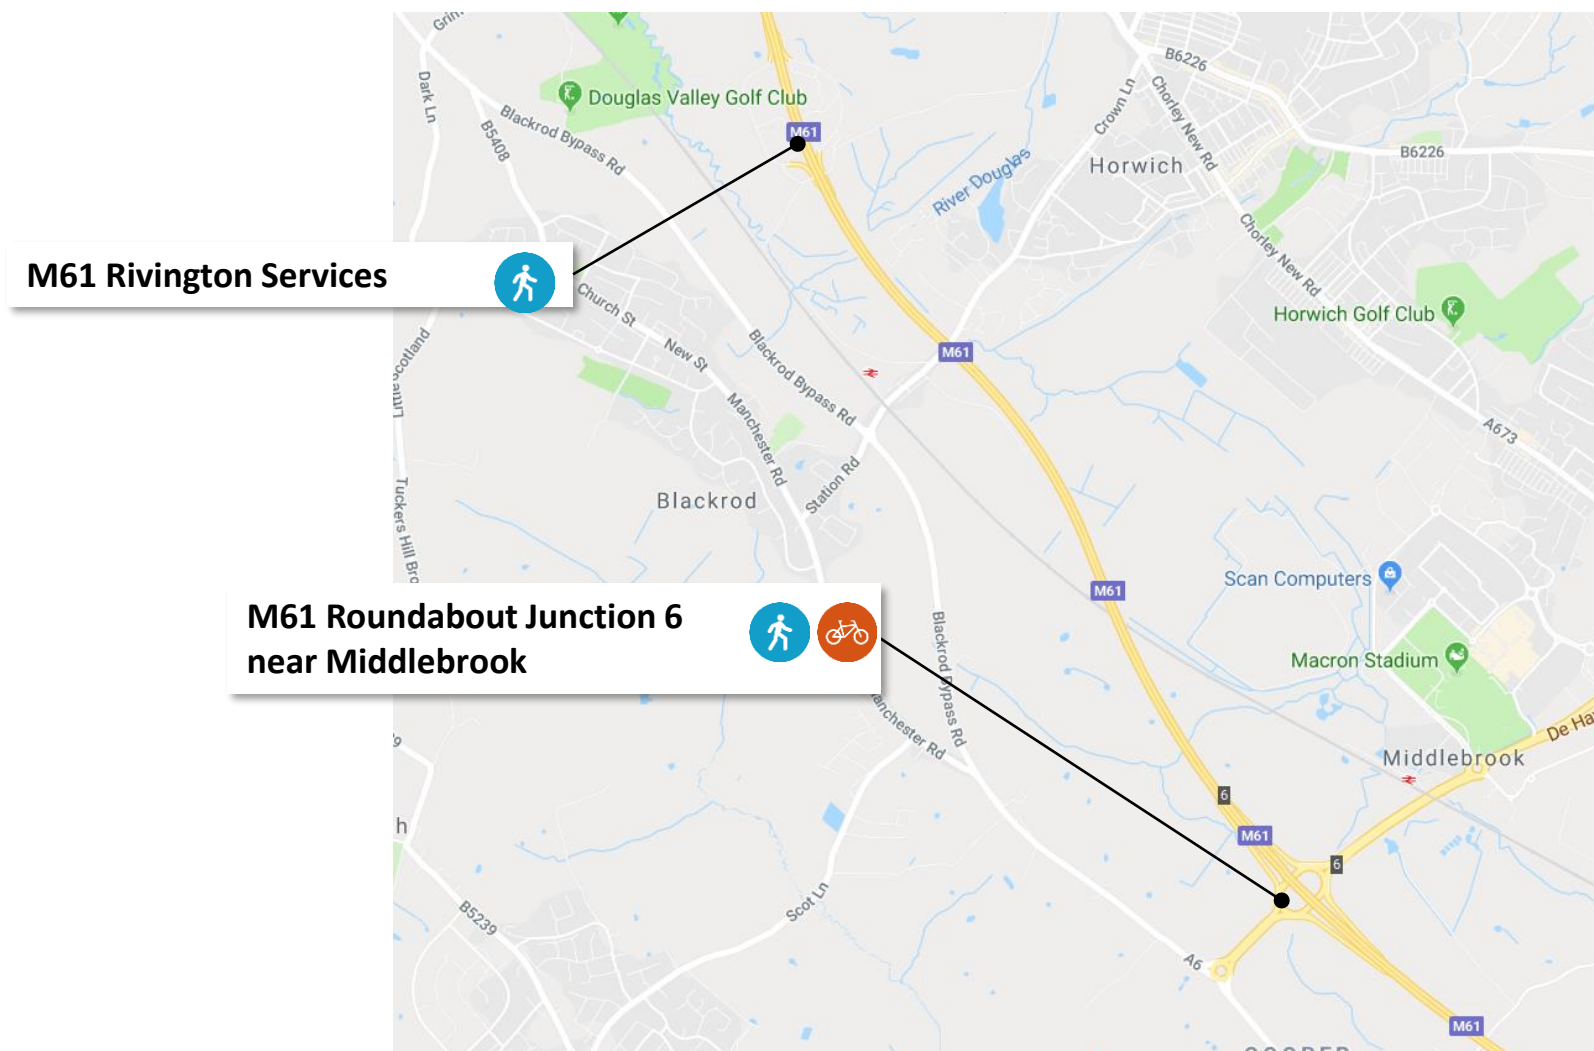 Grim
B6226
Dark Ln
Douglas Valley Golf Club
Crown Ln
Chorley New Rd
B5408
Blackrod Bypass Rd
M61
B6226
Horwich
River Douglas
Chorley New Rd
M61 Rivington Services
Church St
Horwich Golf Club
New St
Blackrod Bypass Rd
M61
Manchester Rd
A673
Station Rd
Blackrod
Tuckers Hill Bro
Scan Computers
M61
M61 Roundabout Junction 6
near Middlebrook
Blackrod Bypass Rd
Macron Stadium
anchester Rd
De Ha
Middlebrook
6
M61
h
6
Scot Ln
B5239
A6
M61